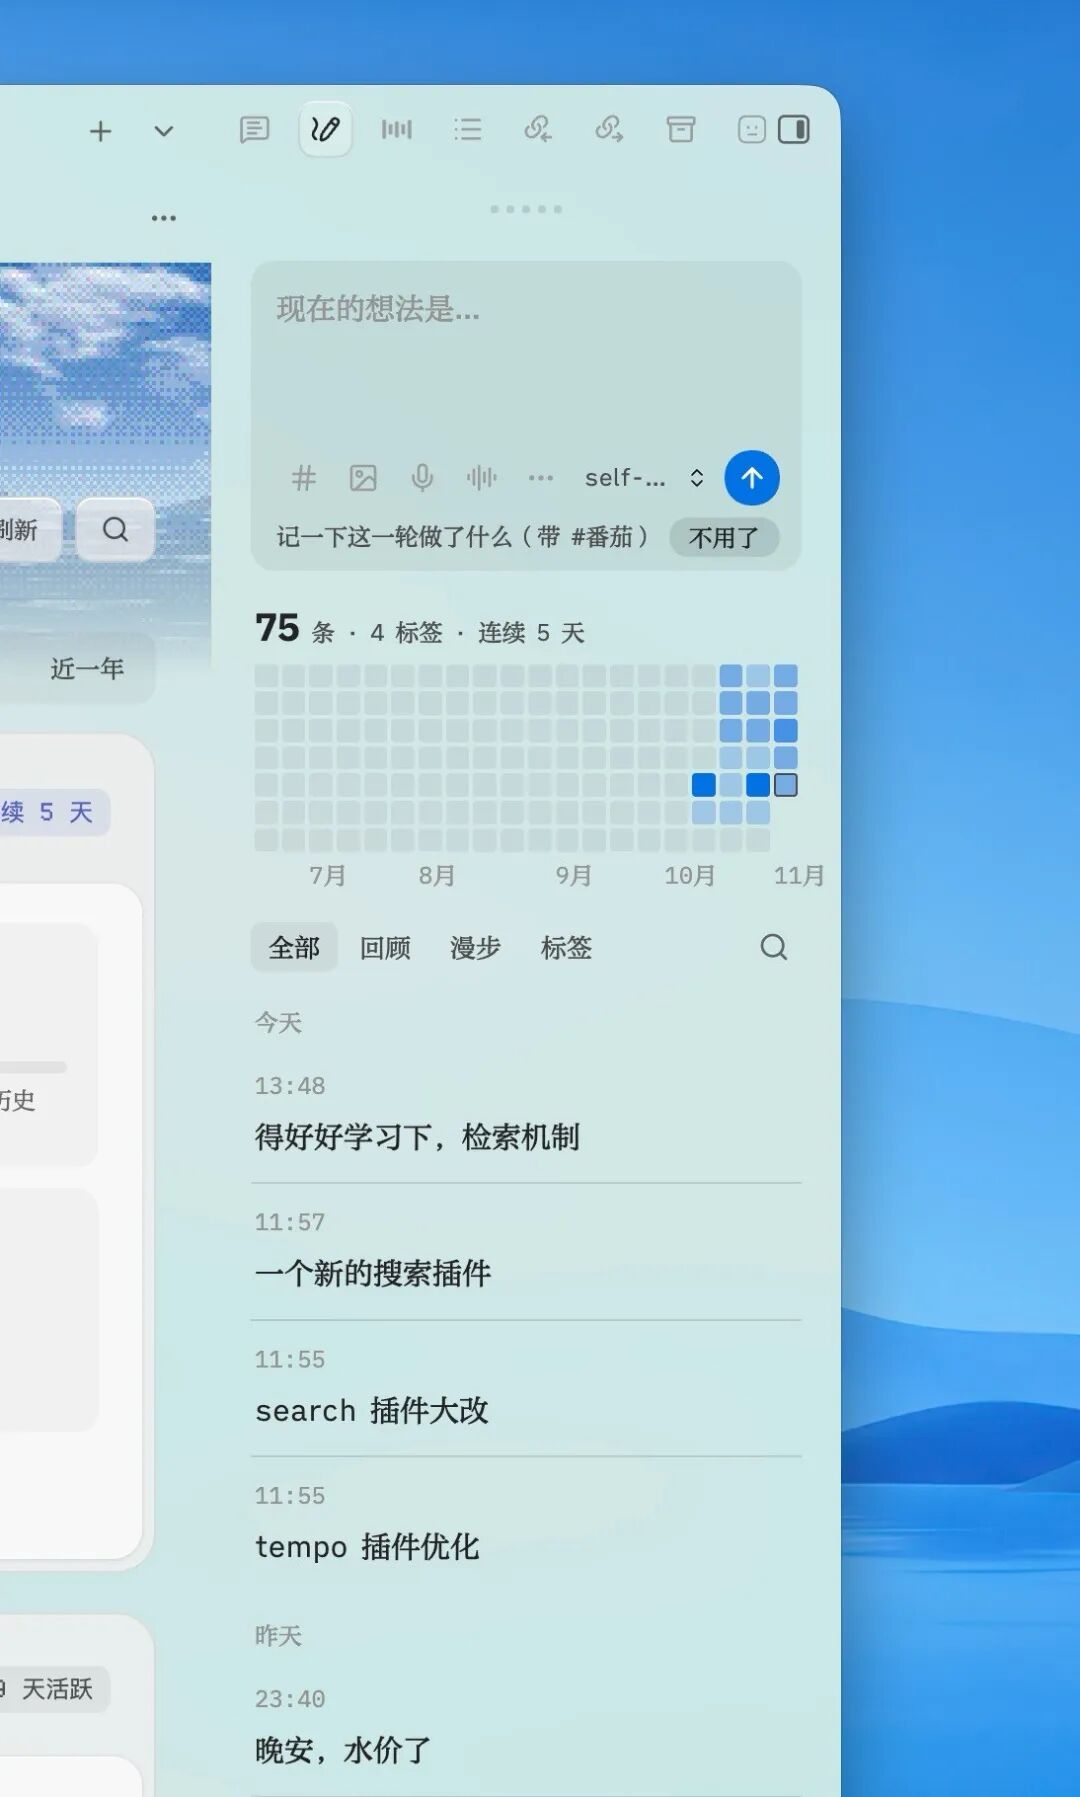 现在的想法是...
self-...
记一下这一轮做了什么（带 #番茄） 不用了
刷新
75 条 · 4 标签 · 连续 5 天
近一年
续 5 天
7月 8月 9月 10月 11月
全部 回顾 漫步 标签
今天
13:48
历史
得好好学习下，检索机制
11:57
一个新的搜索插件
11:55
search 插件大改
11:55
tempo 插件优化
昨天
天活跃
23:40
晚安，水价了